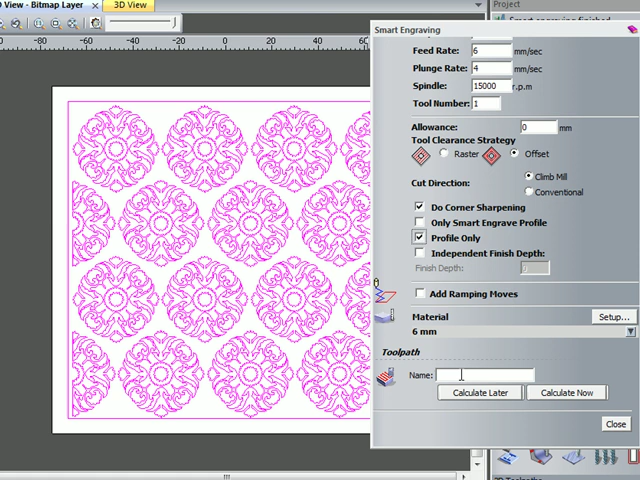 D View - Bitmap Layer × 3D View
Project
Smart engraving finished
-80 -60 -40 -20 0 20 40 60
Smart Engraving
Feed Rate: 6 mm/sec
Plunge Rate: 4 mm/sec
Spindle: 15000 r.p.m
Tool Number: 1
Allowance: 0 mm
Tool Clearance Strategy
Raster Offset
Climb Mill
Cut Direction:
Conventional
Do Corner Sharpening
Only Smart Engrave Profile
Profile Only
Independent Finish Depth:
Finish Depth:
Add Ramping Moves
Material Setup...
6 mm
Toolpath
Name:
Calculate Later Calculate Now
Close